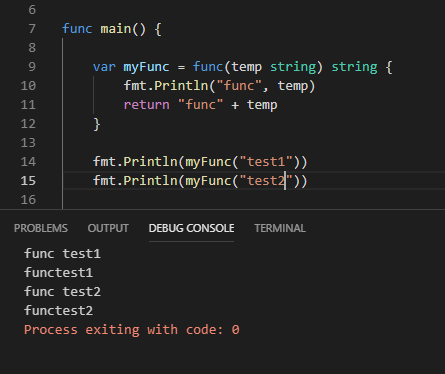 6
7 func main() {
8
9 var myFunc = func(temp string) string {
10 fmt.Println("func", temp)
11 return "func" + temp
12 }
13
14 fmt.Println(myFunc("test1"))
15 fmt.Println(myFunc("test2"))
16
PROBLEMS OUTPUT DEBUG CONSOLE TERMINAL
func test1
functest1
func test2
functest2
Process exiting with code: 0